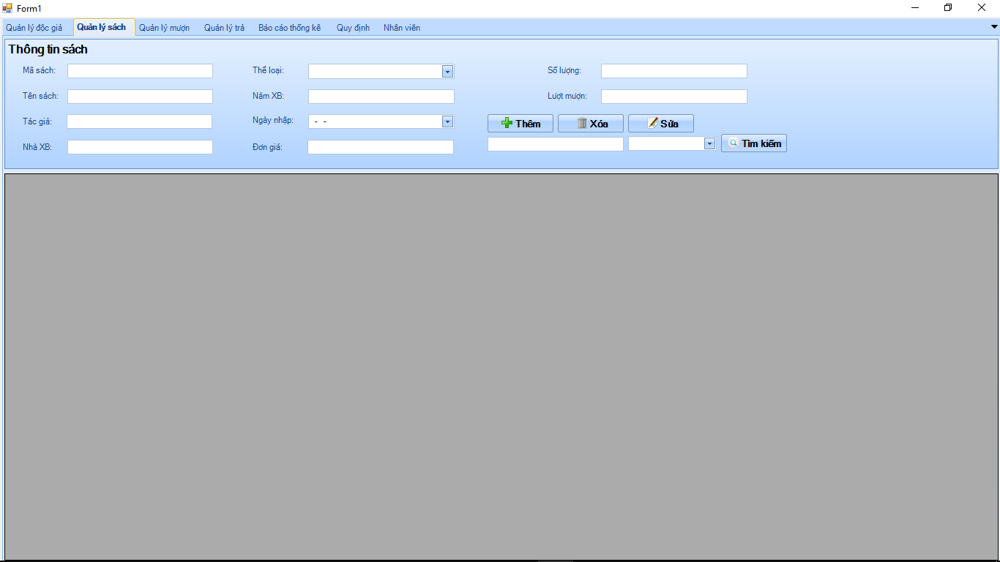 Form1
Quản lý độc giả Quản lý sách Quản lý mượn Quản lý trả Báo cáo thống kê Quy định Nhân viên
Thông tin sách
Mã sách: Thể loại: Số lượng:
Tên sách: Năm XB: Lượt mượn:
Tác giả: Ngày nhập: - - Thêm Xóa Sửa
Nhà XB: Đơn giá: Tìm kiếm